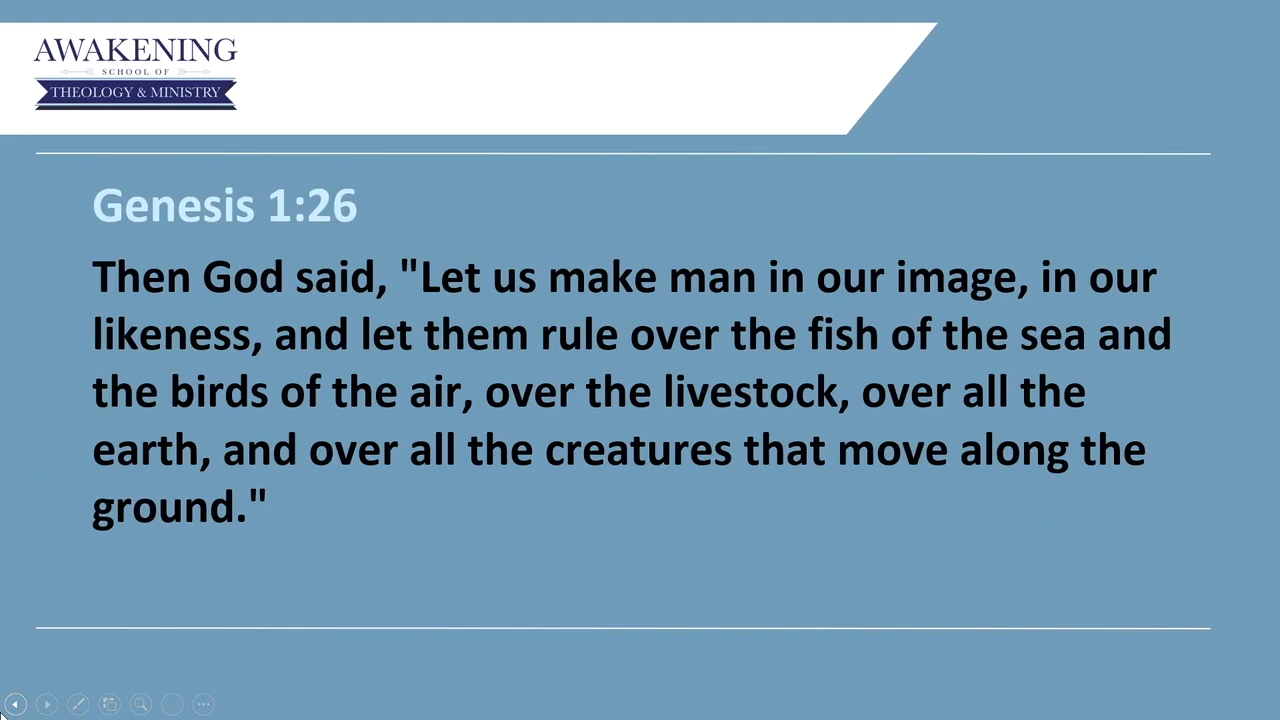 AWAKENING
SCHOOL OF
THEOLOGY & MINISTRY
Genesis 1:26
Then God said, "Let us make man in our image, in our
likeness, and let them rule over the fish of the sea and
the birds of the air, over the livestock, over all the
earth, and over all the creatures that move along the
ground."